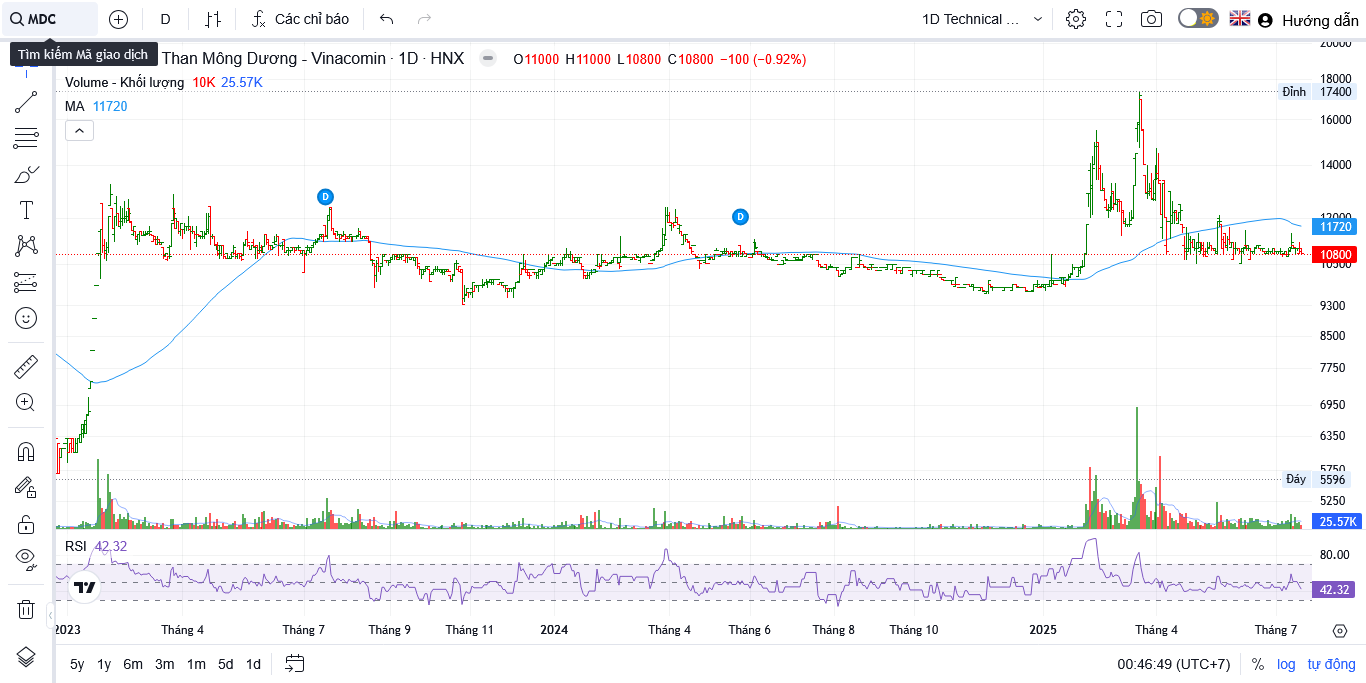 MDC
D
Các chỉ báo
1D Technical ...
Hướng dẫn
Tìm kiếm Mã giao dịch
Than Mông Dương - Vinacomin · 1D · HNX
O11000 H11000 L10800 C10800 −100 (−0.92%)
Volume - Khối lượng 10K 25.57K
MA 11720
20000
18000
Đỉnh 17400
16000
14000
12000
11720
10800
10500
9300
8500
7750
6950
6350
5750
Đáy 5596
5250
25.57K
D
D
RSI 42.32
80.00
42.32
2023
Tháng 4
Tháng 7
Tháng 9
Tháng 11
2024
Tháng 4
Tháng 6
Tháng 8
Tháng 10
2025
Tháng 4
Tháng 7
5y 1y 6m 3m 1m 5d 1d
00:46:49 (UTC+7)
% log tự động